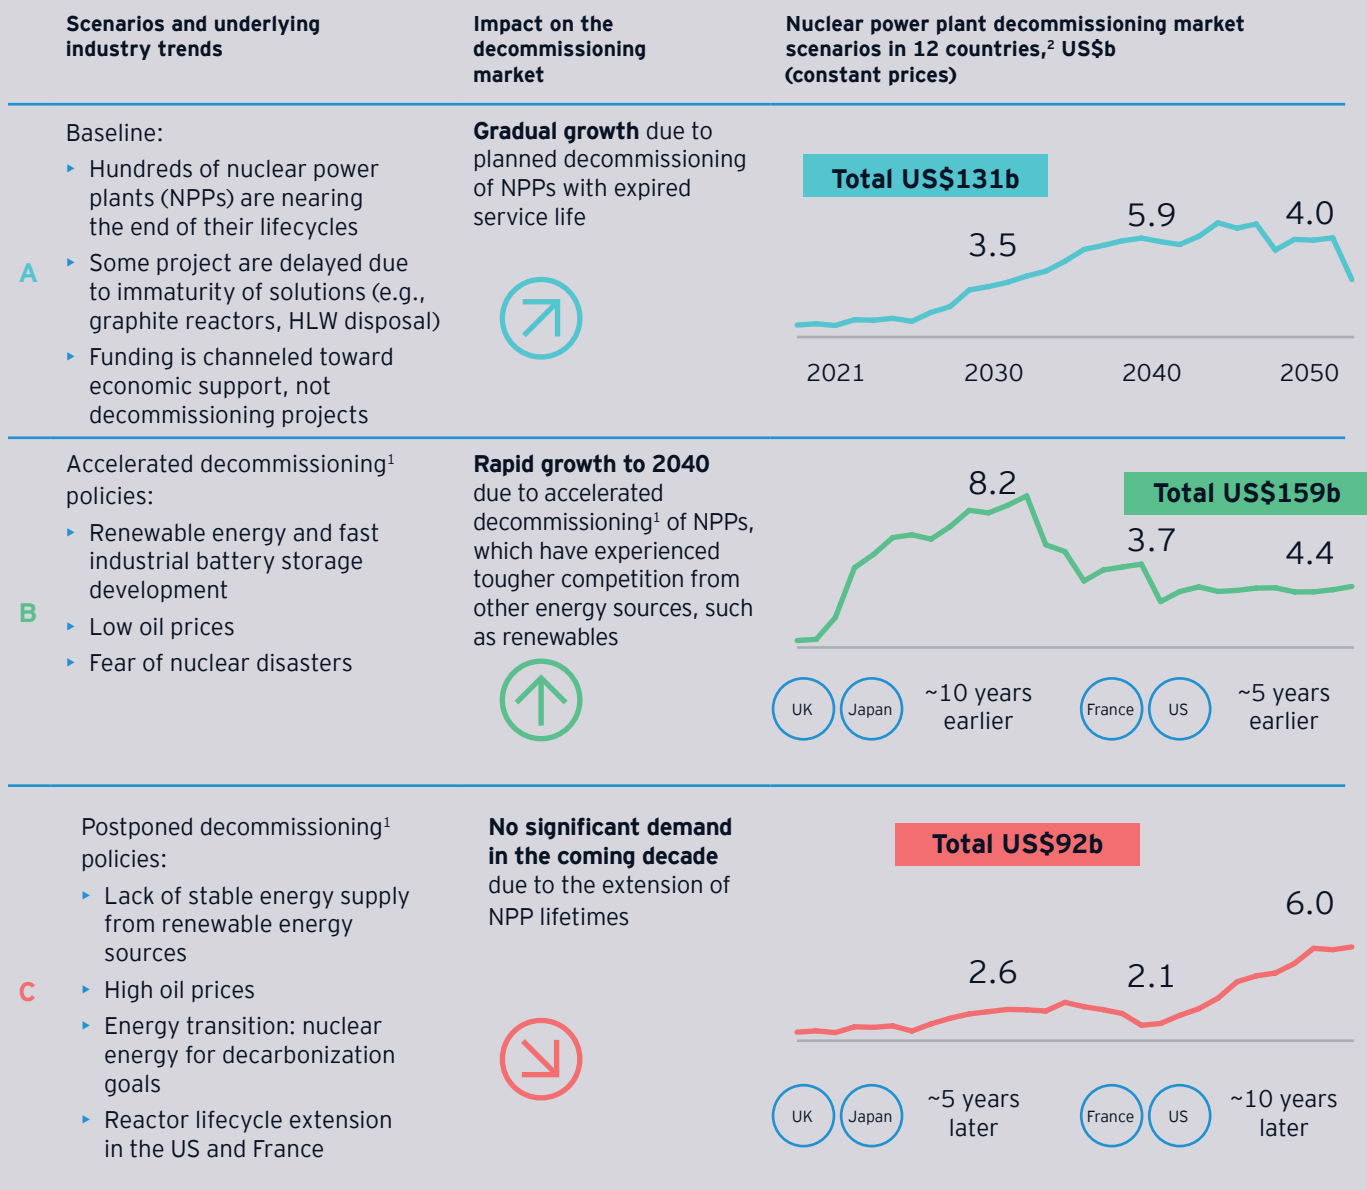 Scenarios and underlying
industry trends
Impact on the
decommissioning
market
Nuclear power plant decommissioning market
scenarios in 12 countries,² US$b
(constant prices)
A
Baseline:
‣ Hundreds of nuclear power
plants (NPPs) are nearing
the end of their lifecycles
‣ Some project are delayed due
to immaturity of solutions (e.g.,
graphite reactors, HLW disposal)
‣ Funding is channeled toward
economic support, not
decommissioning projects
Gradual growth due to
planned decommissioning
of NPPs with expired
service life
Total US$131b
3.5
5.9
4.0
2021
2030
2040
2050
B
Accelerated decommissioning¹
policies:
‣ Renewable energy and fast
industrial battery storage
development
‣ Low oil prices
‣ Fear of nuclear disasters
Rapid growth to 2040
due to accelerated
decommissioning¹ of NPPs,
which have experienced
tougher competition from
other energy sources, such
as renewables
Total US$159b
8.2
3.7
4.4
UK
Japan
~10 years
earlier
France
US
~5 years
earlier
C
Postponed decommissioning¹
policies:
‣ Lack of stable energy supply
from renewable energy
sources
‣ High oil prices
‣ Energy transition: nuclear
energy for decarbonization
goals
‣ Reactor lifecycle extension
in the US and France
No significant demand
in the coming decade
due to the extension of
NPP lifetimes
Total US$92b
2.6
2.1
6.0
UK
Japan
~5 years
later
France
US
~10 years
later